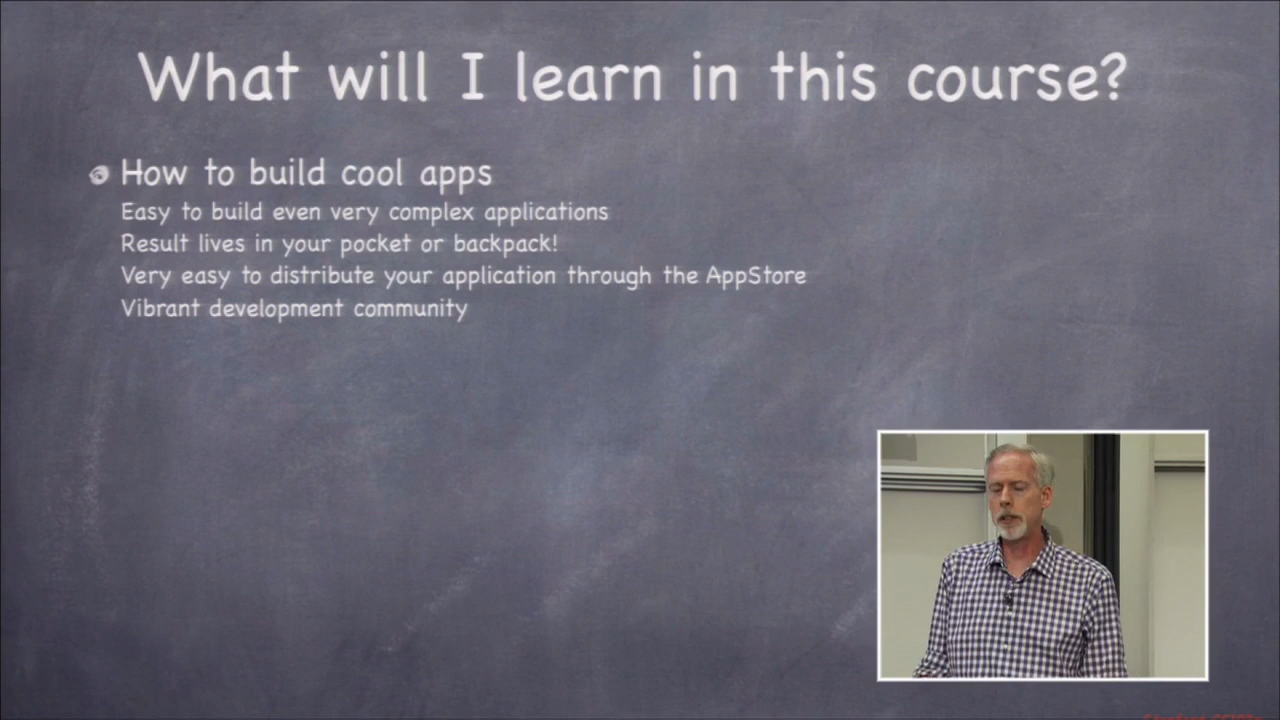 What will I learn in this course?
How to build cool apps
Easy to build even very complex applications
Result lives in your pocket or backpack!
Very easy to distribute your application through the AppStore
Vibrant development community